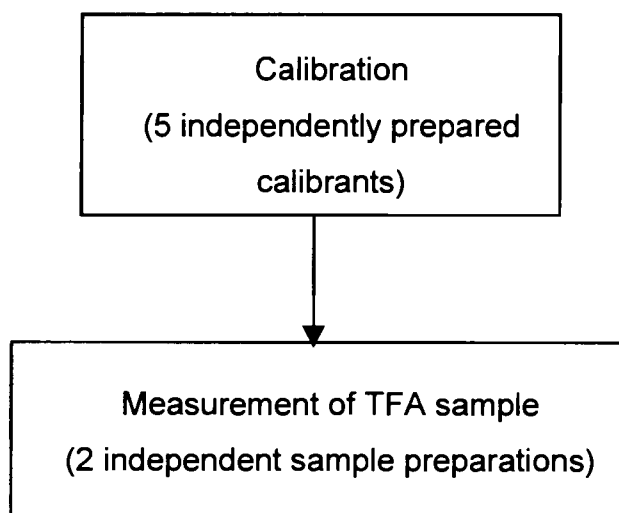 Calibration
(5 independently prepared
calibrants)
Measurement of TFA sample
(2 independent sample preparations)